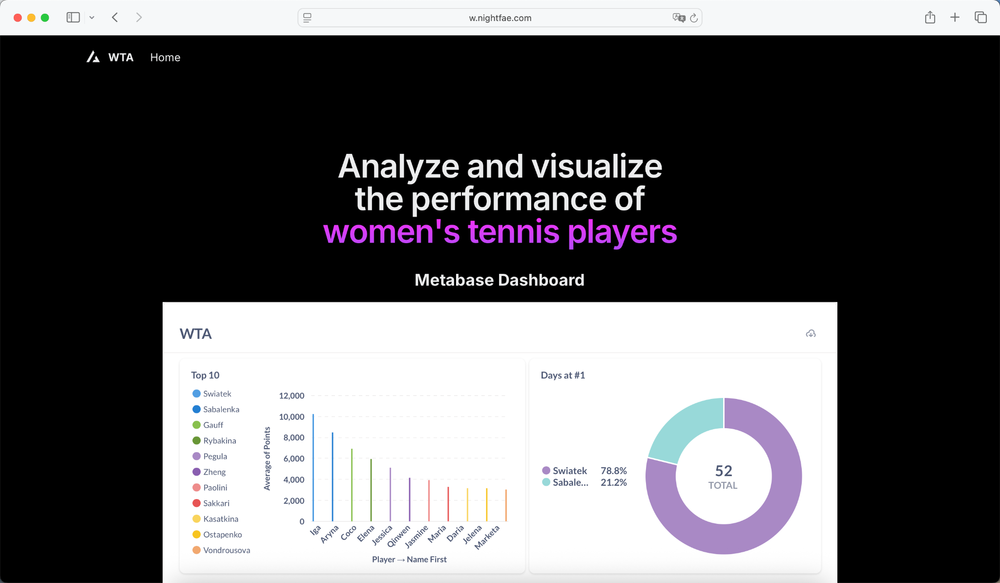 w.nightfae.com
WTA Home
Analyze and visualize
the performance of
women's tennis players
Metabase Dashboard
WTA
Top 10
Swiatek
Sabalenka
Gauff
Rybakina
Pegula
Zheng
Paolini
Sakkari
Kasatkina
Ostapenko
Vondrousova
Average of Points
12,000
10,000
8,000
6,000
4,000
2,000
0
Iga
Aryna
Coco
Elena
Jessica
Qinwen
Jasmine
Maria
Daria
Jelena
Marketa
Player → Name First
Days at #1
Swiatek 78.8%
Sabale... 21.2%
52
TOTAL